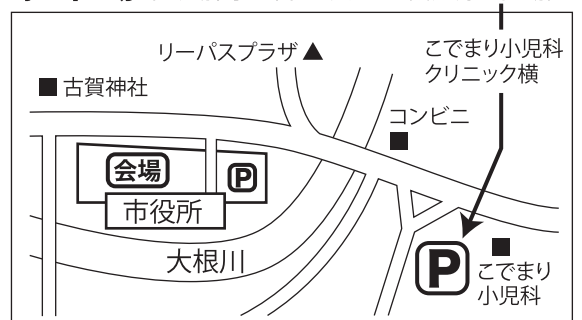 リーパスプラザ▲
こでまり小児科
クリニック横
■古賀神社
コンビニ
■
会場
P
市役所
大根川
P
■
こでまり
小児科